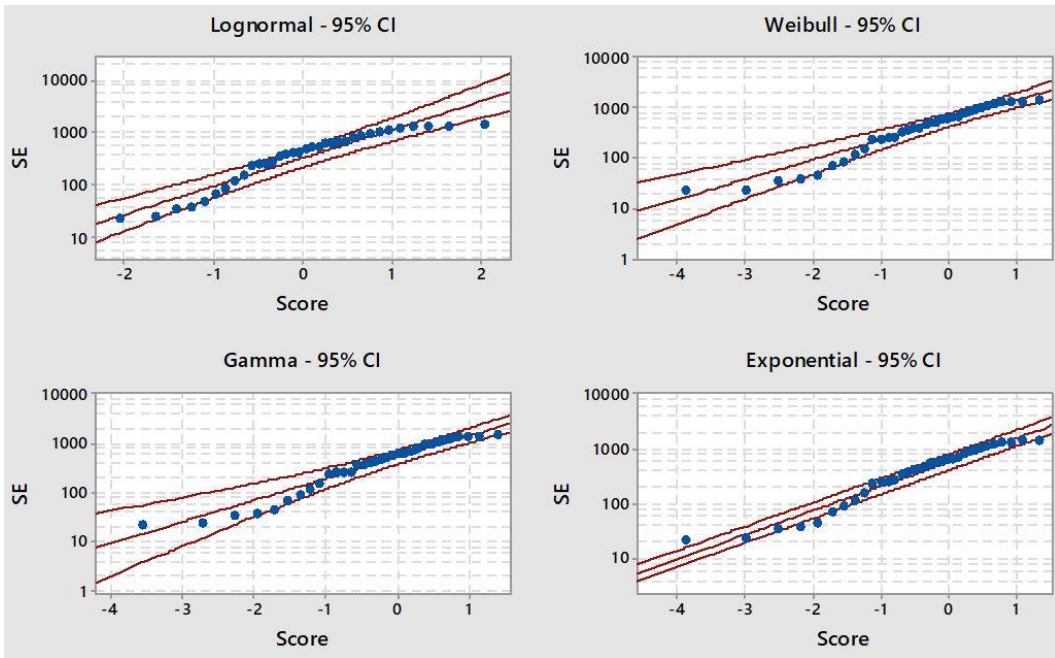 Lognormal - 95% CI
10000
1000
100
10
SE
-2 -1 0 1 2
Score
Weibull - 95% CI
10000
1000
100
10
1
SE
-4 -3 -2 -1 0 1
Score
Gamma - 95% CI
10000
1000
100
10
1
SE
-4 -3 -2 -1 0 1
Score
Exponential - 95% CI
10000
1000
100
10
SE
-4 -3 -2 -1 0 1
Score